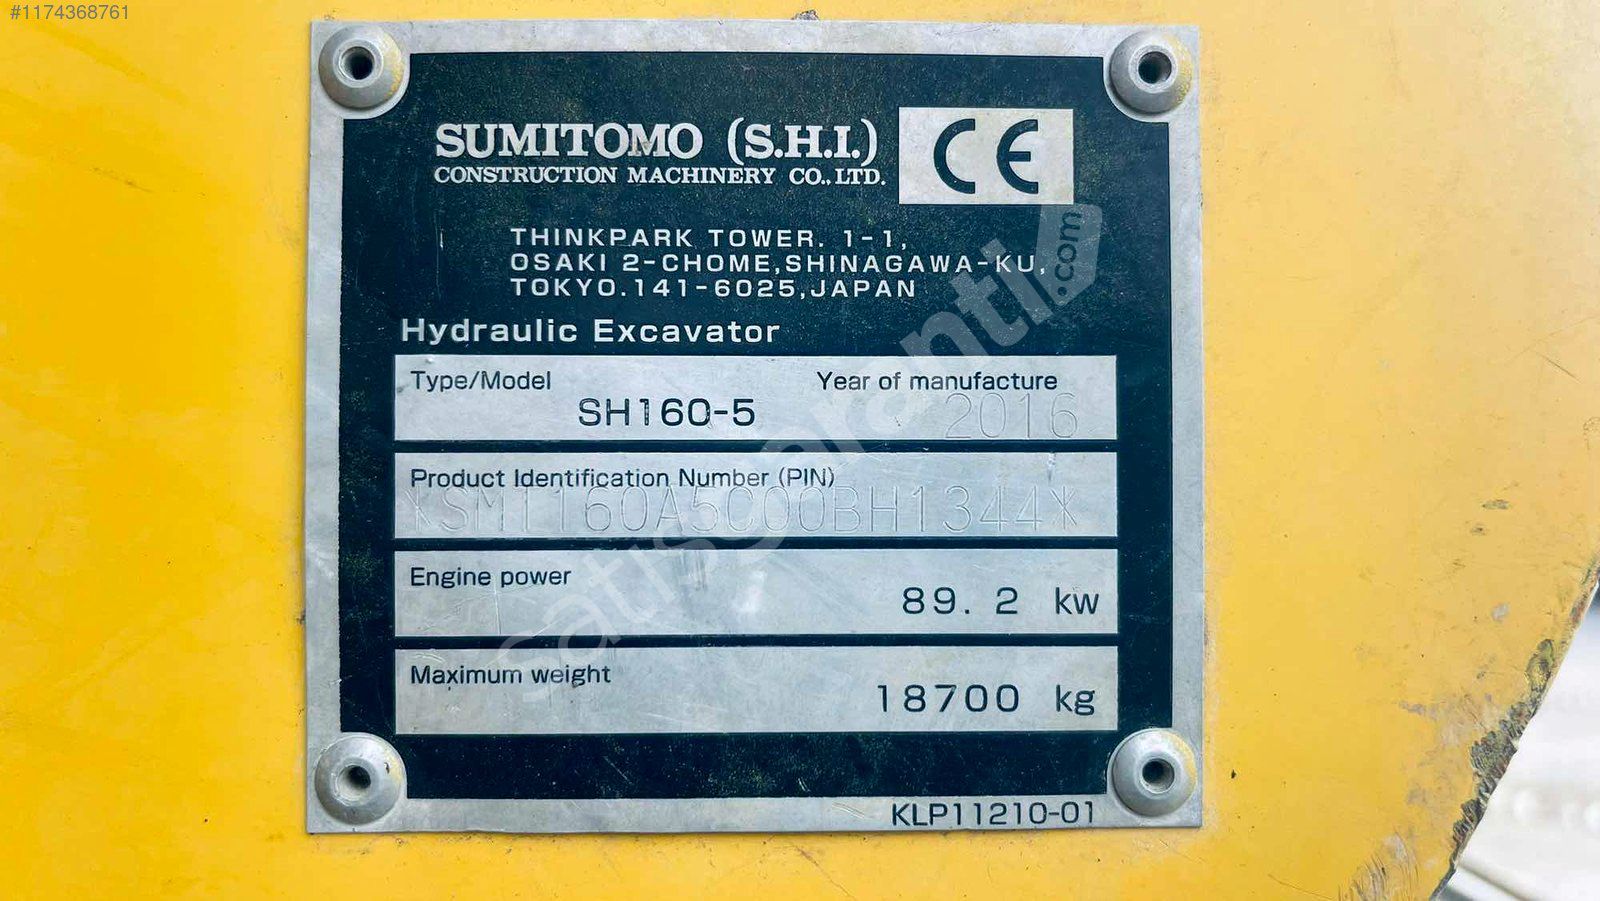 #1174368761
SUMITOMO (S.H.I.)
CONSTRUCTION MACHINERY CO., LTD.
CE
THINKPARK TOWER. 1-1,
OSAKI 2-CHOME,SHINAGAWA-KU,
TOKYO.141-6025,JAPAN
Hydraulic Excavator
Type/Model Year of manufacture
SH160-5 2016
Product Identification Number (PIN)
*SMT160A5C00BH1344*
Engine power
89. 2 kw
Maximum weight
18700 kg
KLP11210-01
satisgaranti.com